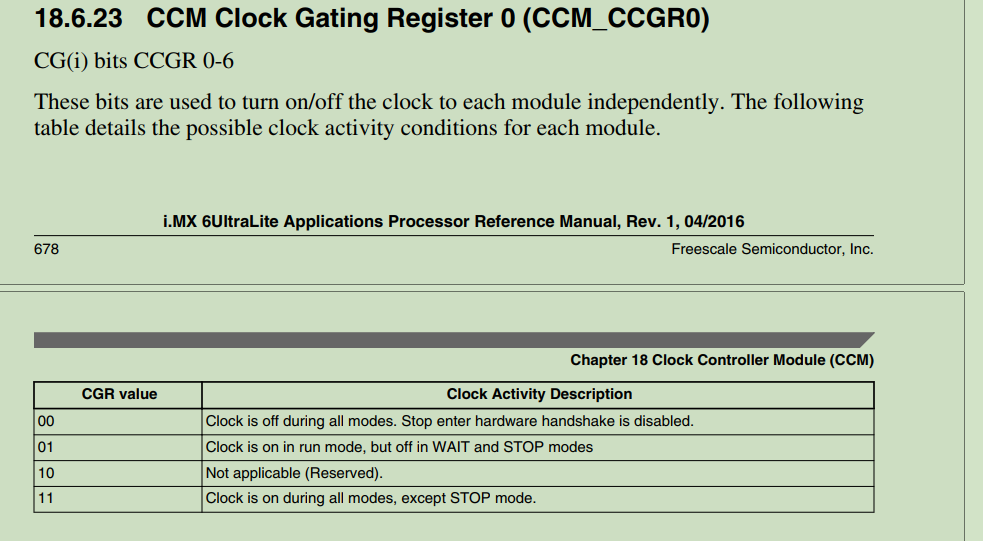 18.6.23 CCM Clock Gating Register 0 (CCM_CCGR0)
CG(i) bits CCGR 0-6
These bits are used to turn on/off the clock to each module independently. The following
table details the possible clock activity conditions for each module.
i.MX 6UltraLite Applications Processor Reference Manual, Rev. 1, 04/2016
678 Freescale Semiconductor, Inc.
Chapter 18 Clock Controller Module (CCM)
CGR value Clock Activity Description
00 Clock is off during all modes. Stop enter hardware handshake is disabled.
01 Clock is on in run mode, but off in WAIT and STOP modes
10 Not applicable (Reserved).
11 Clock is on during all modes, except STOP mode.